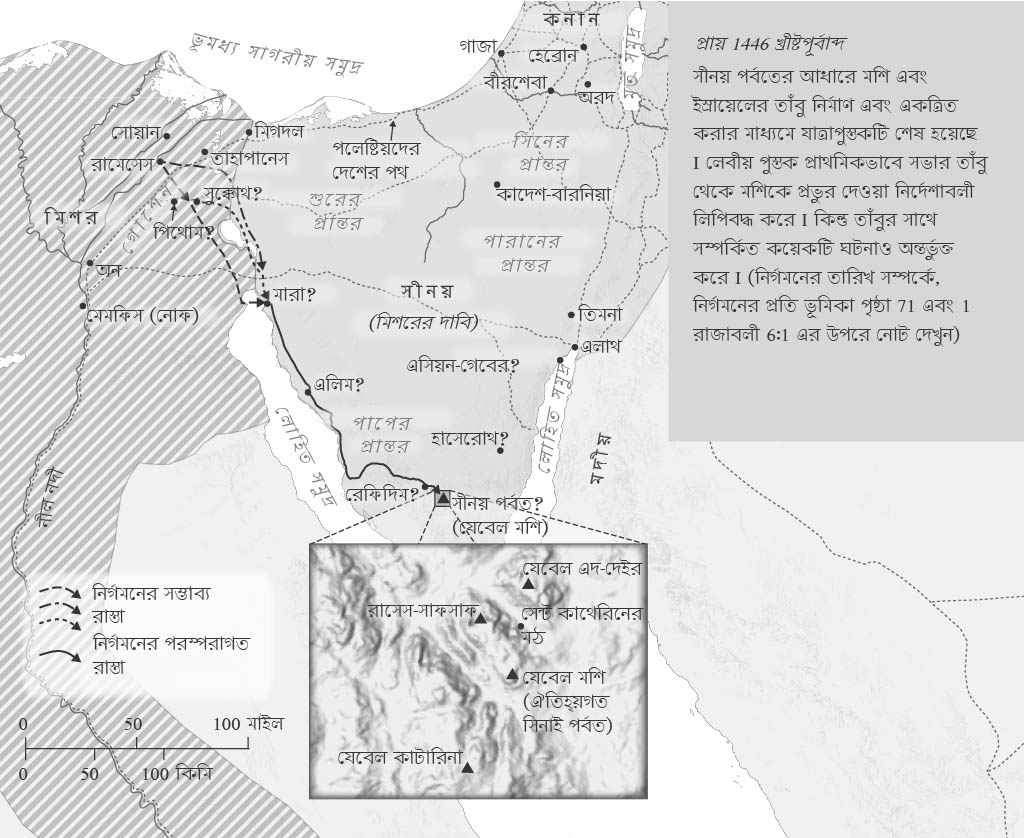 প্রায় 1446 খ্রীষ্টপূর্বাব্দ
সীনয় পর্বতের আধারে মশি এবং
ইস্রায়েলের তাঁবু নির্মাণ এবং একত্রিত
করার মাধ্যমে যাত্রাপুস্তকটি শেষ হয়েছে
I লেবীয় পুস্তক প্রাথমিকভাবে সভার তাঁবু
থেকে মশিকে প্রভুর দেওয়া নির্দেশাবলী
লিপিবদ্ধ করে I কিন্তু তাঁবুর সাথে
সম্পর্কিত কয়েকটি ঘটনাও অন্তর্ভুক্ত
করে I (নির্গমনের তারিখ সম্পর্কে,
নির্গমনের প্রতি ভূমিকা পৃষ্ঠা 71 এবং 1
রাজাবলী 6:1 এর উপরে নোট দেখুন)
ভূমধ্য সাগরীয় সমুদ্র
কনান
গাজা
হেব্রোন
বীরশেবা
অরদ
ত সমুদ্র
সোয়ান
মিগদল
রামেসেস
তাহাপানেস
পলেষ্টিয়দের
দেশের পথ
সিনের
প্রান্তর
কাদেশ-বারনিয়া
সুক্কোথ?
শুরের
প্রান্তর
মিশর
গোশেন
পিথোম?
পারানের
প্রান্তর
অন
মারা?
সীনয়
(মিশরের দাবি)
মেমফিস (নোফ)
তিমনা
এলাথ
এসিয়ন-গেবের?
এলিম?
লোহিত সমুদ্র
পাপের
প্রান্তর
হাসেরোথ?
লোহিত সমুদ্র
মদীয়
নীল নদী
রেফিদিম?
সীনয় পর্বত?
(যেবেল মশি)
যেবেল এদ-দেইর
রাসেস-সাফসাফ
সেন্ট কাথেরিনের
মঠ
যেবেল মশি
(ঐতিহ্যগত
সিনাই পর্বত)
যেবেল কাটারিনা
নির্গমনের সম্ভাব্য
রাস্তা
নির্গমনের পরস্পরাগত
রাস্তা
0 50 100 মাইল
0 50 100 কিমি